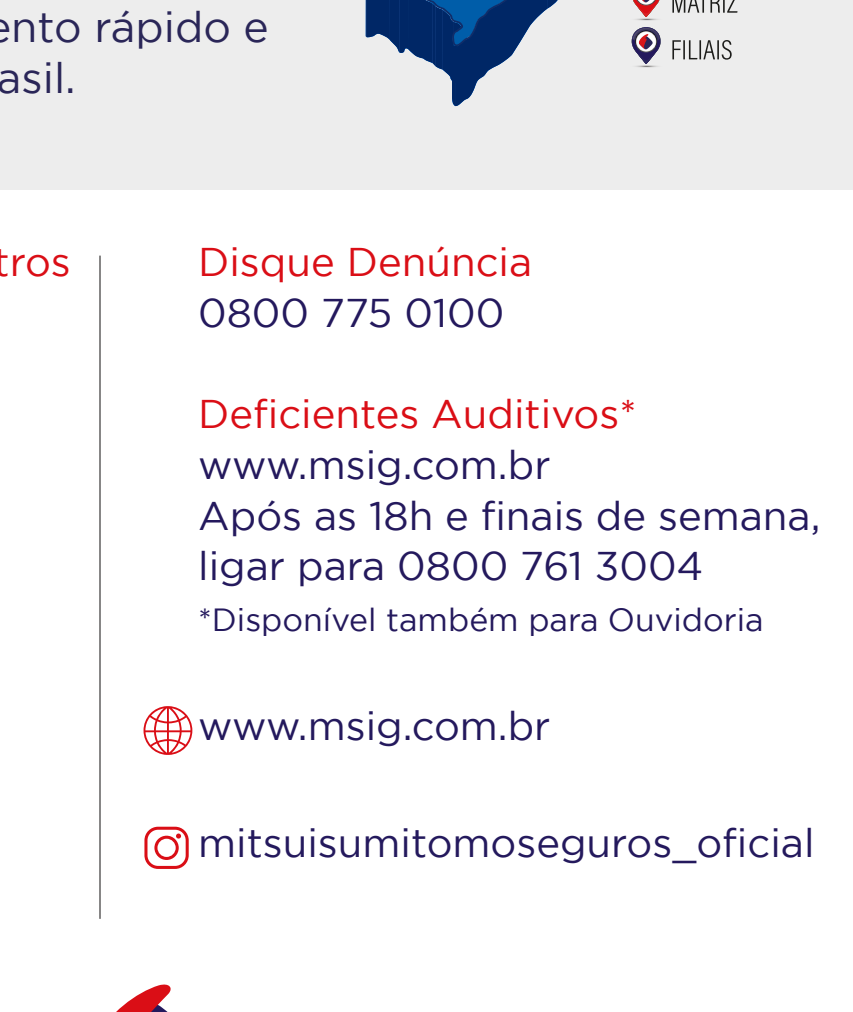 ento rápido e
asil.
MATRIZ
FILIAIS
tros
Disque Denúncia
0800 775 0100
Deficientes Auditivos*
www.msig.com.br
Após as 18h e finais de semana,
ligar para 0800 761 3004
*Disponível também para Ouvidoria
www.msig.com.br
mitsuisumitomoseguros_oficial